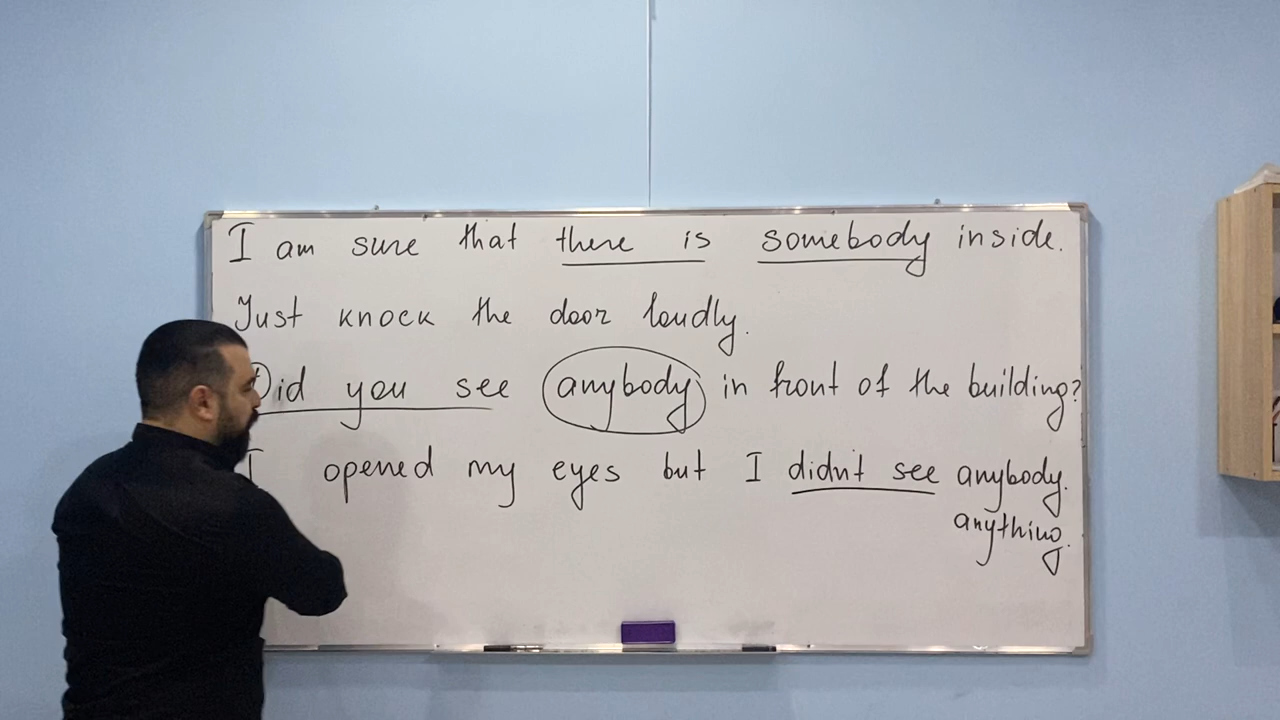 I am sure that there is somebody inside.
Just knock the door loudly.
Did you see anybody in front of the building?
I opened my eyes but I didn't see anybody.
anything.